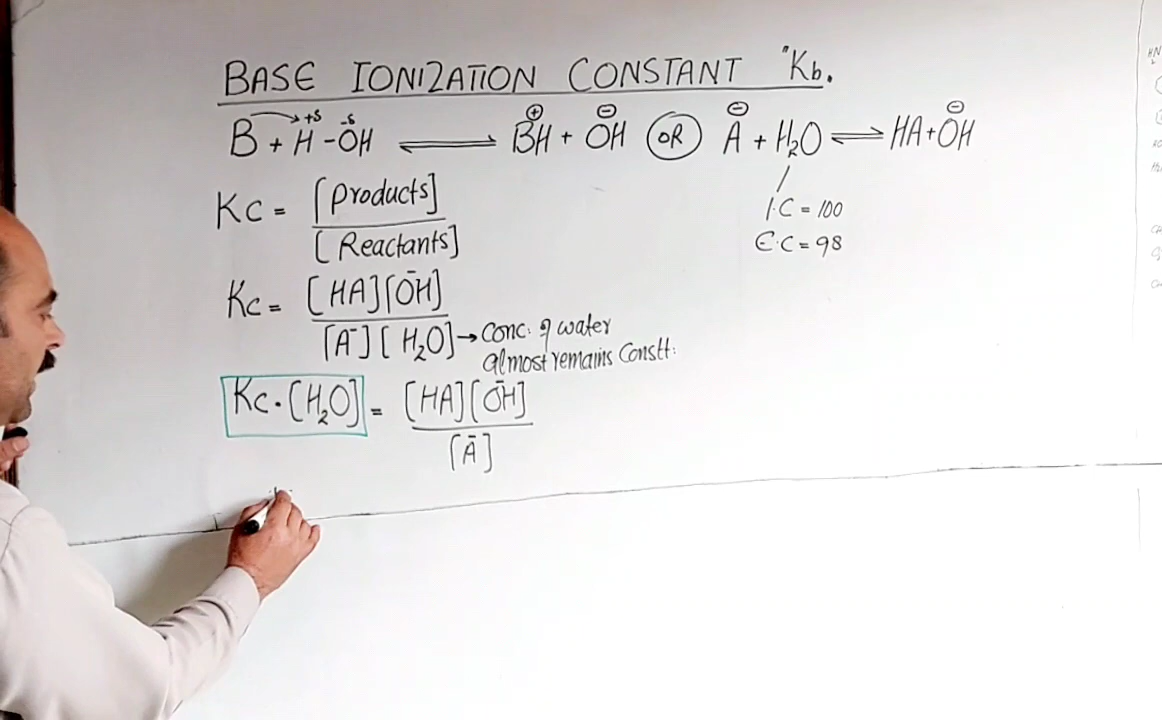 BASE IONIZATION CONSTANT "Kb.
B + H^{+δ} - OH^{-δ} ⇌ BH^⊕ + OH^⊖ (OR) A^⊖ + H₂O ⇌ HA + OH^⊖
I.C = 100
E.C = 98
Kc = [Products] / [Reactants]
Kc = [HA][OH^-] / [A^-][H₂O] → Conc. of water
almost remains Constt:
Kc . [H₂O] = [HA][OH^-] / [A^-]